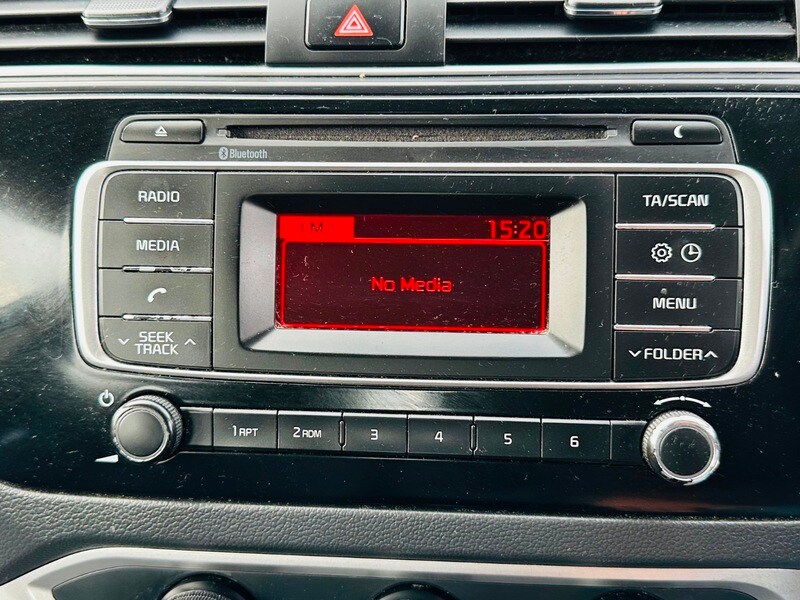 Bluetooth
RADIO
MEDIA
SEEK
TRACK
15:20
No Media
TA/SCAN
MENU
FOLDER
1 RPT
2 RDM
3
4
5
6